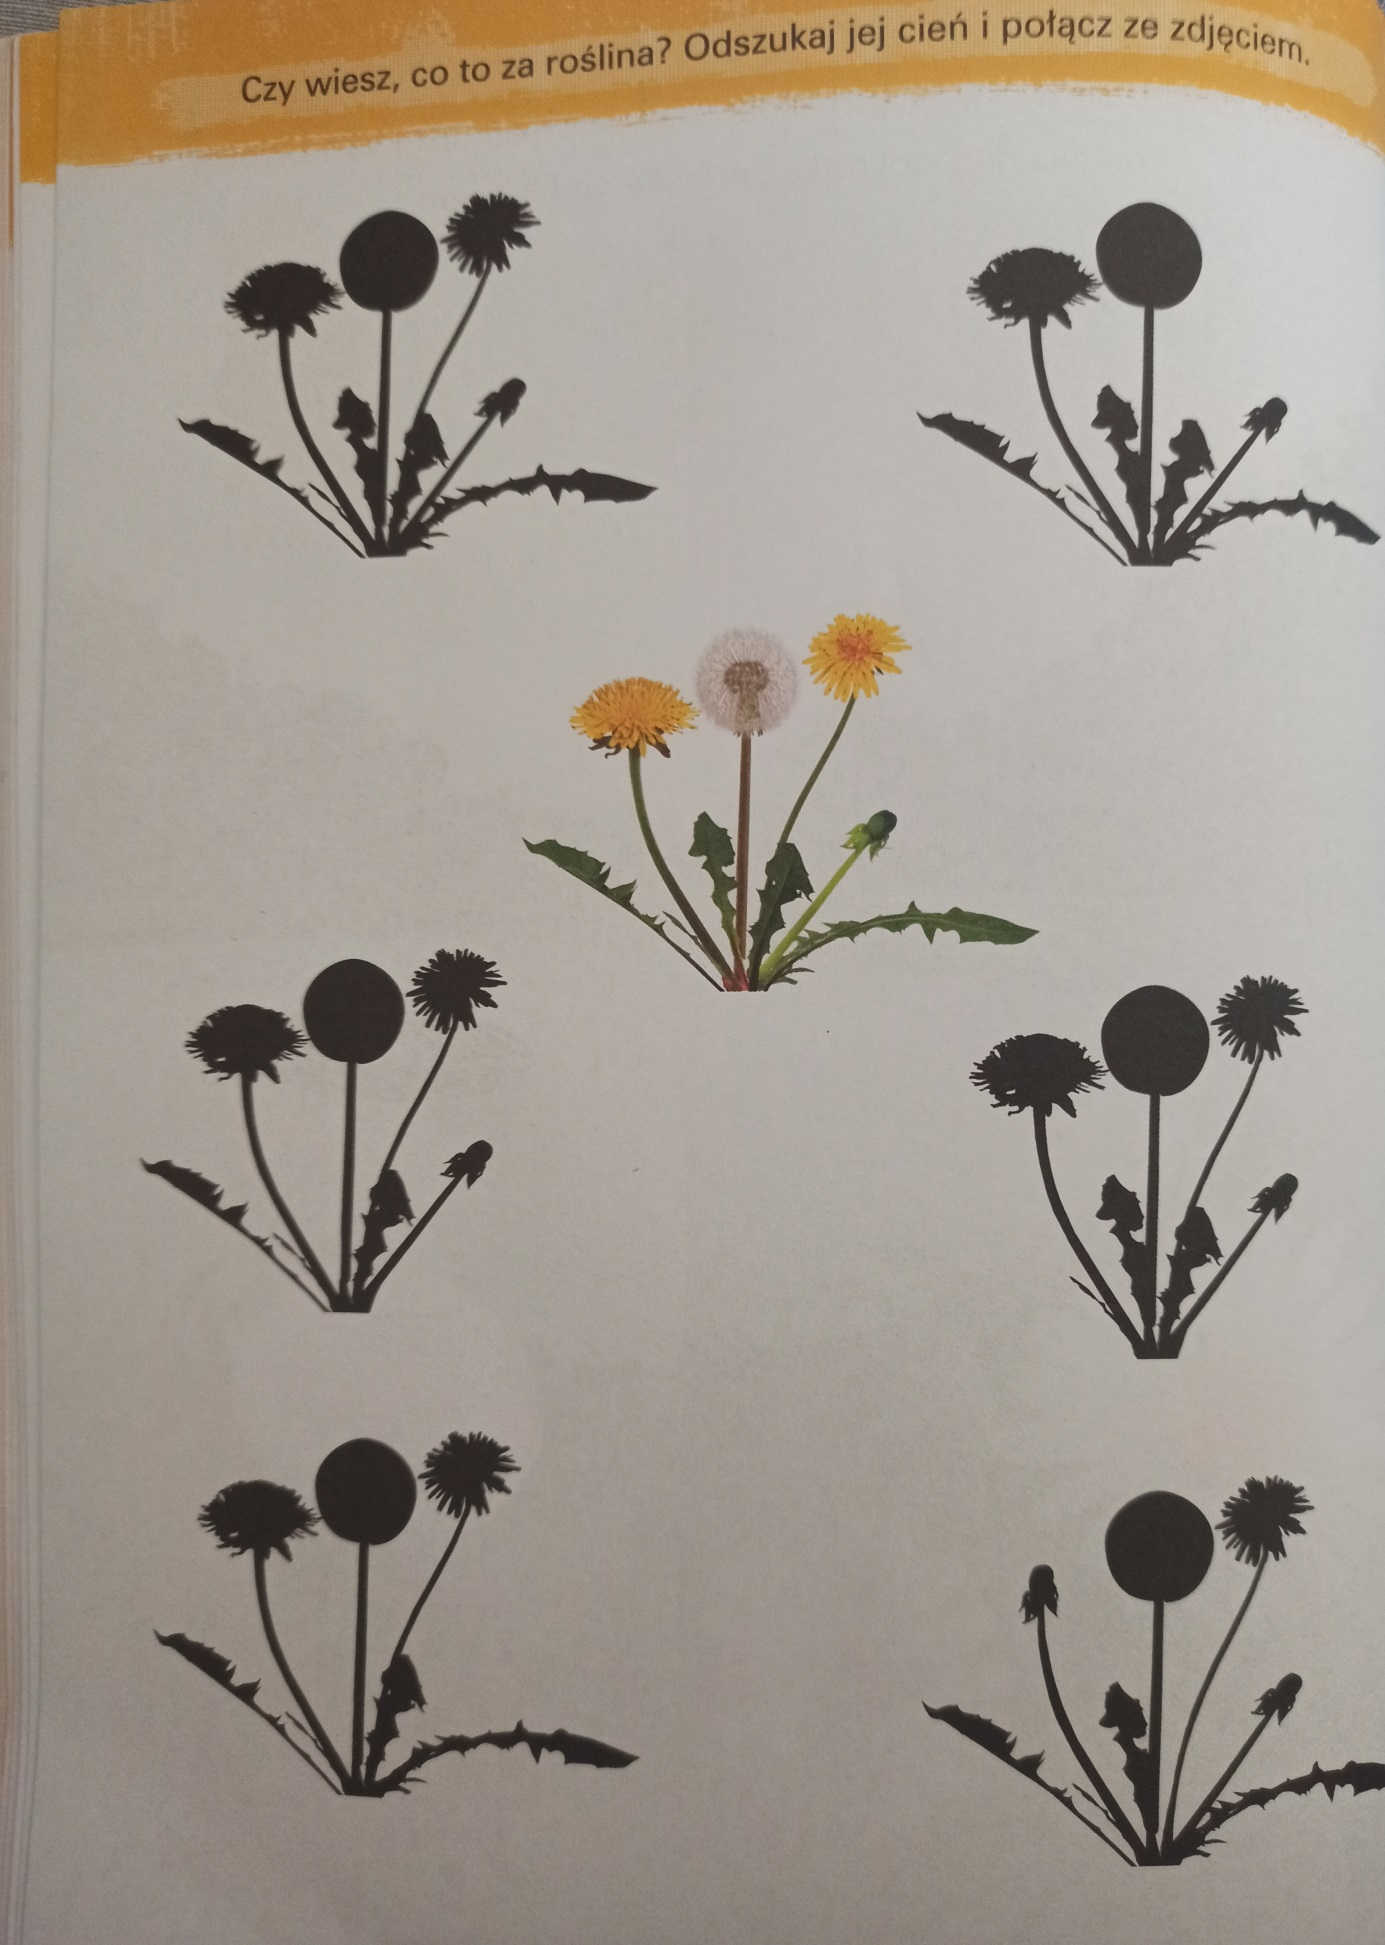 Czy wiesz, co to za roślina? Odszukaj jej cień i połącz ze zdjęciem.